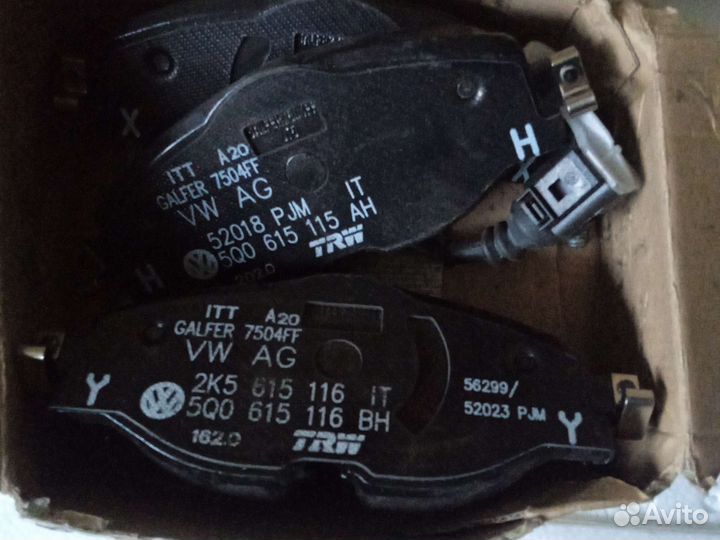 X
ITT A20
GALFER 7504FF
VW AG
52018 PJM IT
5Q0 615 115 AH
TRW
H
H
ITT A20
GALFER 7504FF
VW AG
2K5 615 116 IT
5Q0 615 116 BH
162.0 TRW
Y
56299/
52023 PJM
Y
Avito